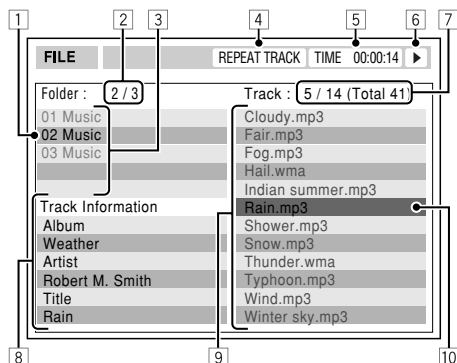 1 2 3 4 5 6 7
FILE REPEAT TRACK TIME 00:00:14
Folder : 2 / 3 Track : 5 / 14 (Total 41)
01 Music
02 Music
03 Music
Track Information
Album
Weather
Artist
Robert M. Smith
Title
Rain
Cloudy.mp3
Fair.mp3
Fog.mp3
Hail.wma
Indian summer.mp3
Rain.mp3
Shower.mp3
Snow.mp3
Thunder.wma
Typhoon.mp3
Wind.mp3
Winter sky.mp3
8 9 10